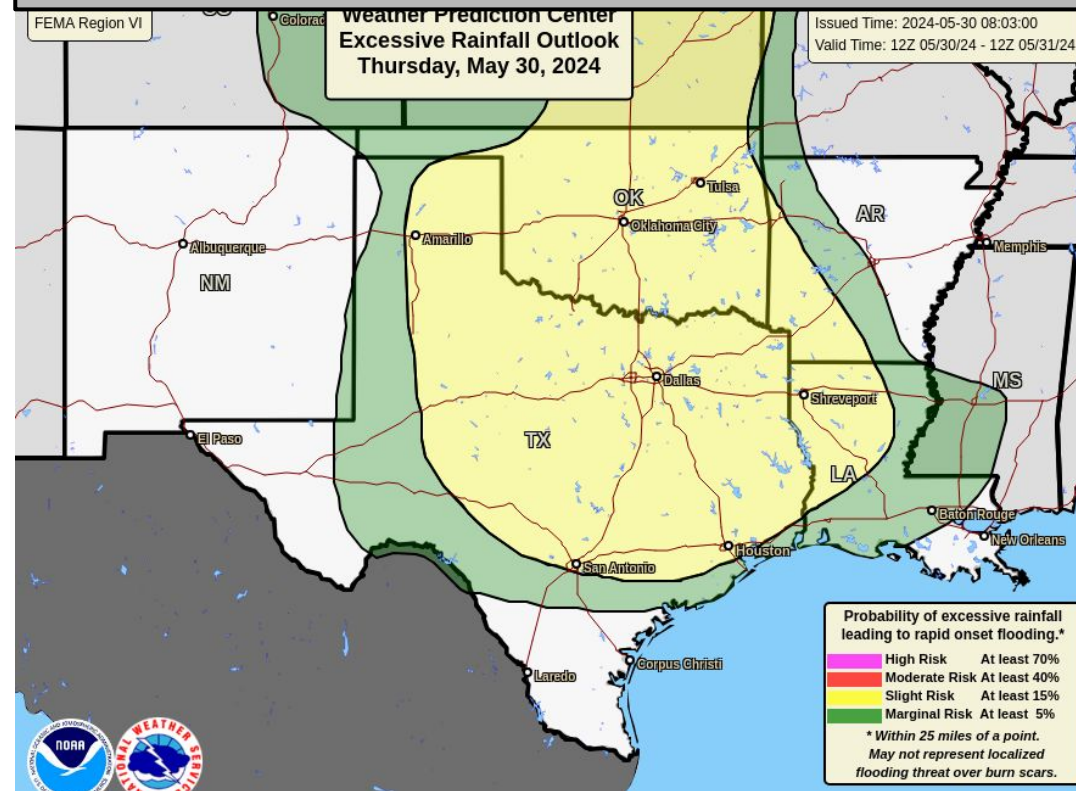 FEMA Region VI
Weather Prediction Center
Excessive Rainfall Outlook
Thursday, May 30, 2024
Issued Time: 2024-05-30 08:03:00
Valid Time: 12Z 05/30/24 - 12Z 05/31/24
Colorad
Tulsa
OK
Oklahoma City
AR
Amarillo
Albuquerque
Memphis
NM
MS
Dallas
Shreveport
El Paso
TX
LA
Baton Rouge
New Orleans
Houston
San Antonio
Laredo
Corpus Christi
Probability of excessive rainfall
leading to rapid onset flooding.*
High Risk At least 70%
Moderate Risk At least 40%
Slight Risk At least 15%
Marginal Risk At least 5%
* Within 25 miles of a point.
May not represent localized
flooding threat over burn scars.
NOAA
NATIONAL WEATHER SERVICE